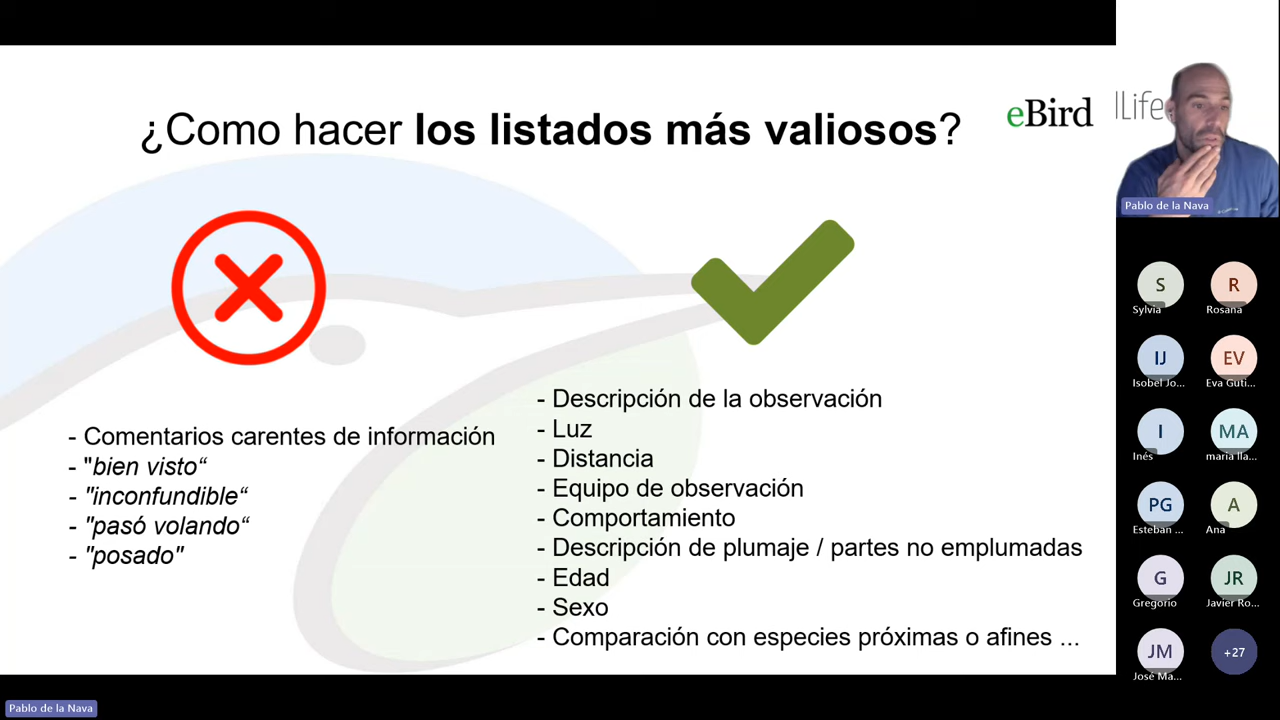 ¿Como hacer los listados más valiosos?
eBird
lLife
- Comentarios carentes de información
- "bien visto“
- "inconfundible“
- "pasó volando“
- "posado"
- Descripción de la observación
- Luz
- Distancia
- Equipo de observación
- Comportamiento
- Descripción de plumaje / partes no emplumadas
- Edad
- Sexo
- Comparación con especies próximas o afines ...
Pablo de la Nava
S
Sylvia
R
Rosana
IJ
Isobel Jo...
EV
Eva Guti...
I
Inés
MA
maria lla...
PG
Esteban ...
A
Ana
G
Gregorio
JR
Javier Ro...
JM
José Ma...
+27
Pablo de la Nava